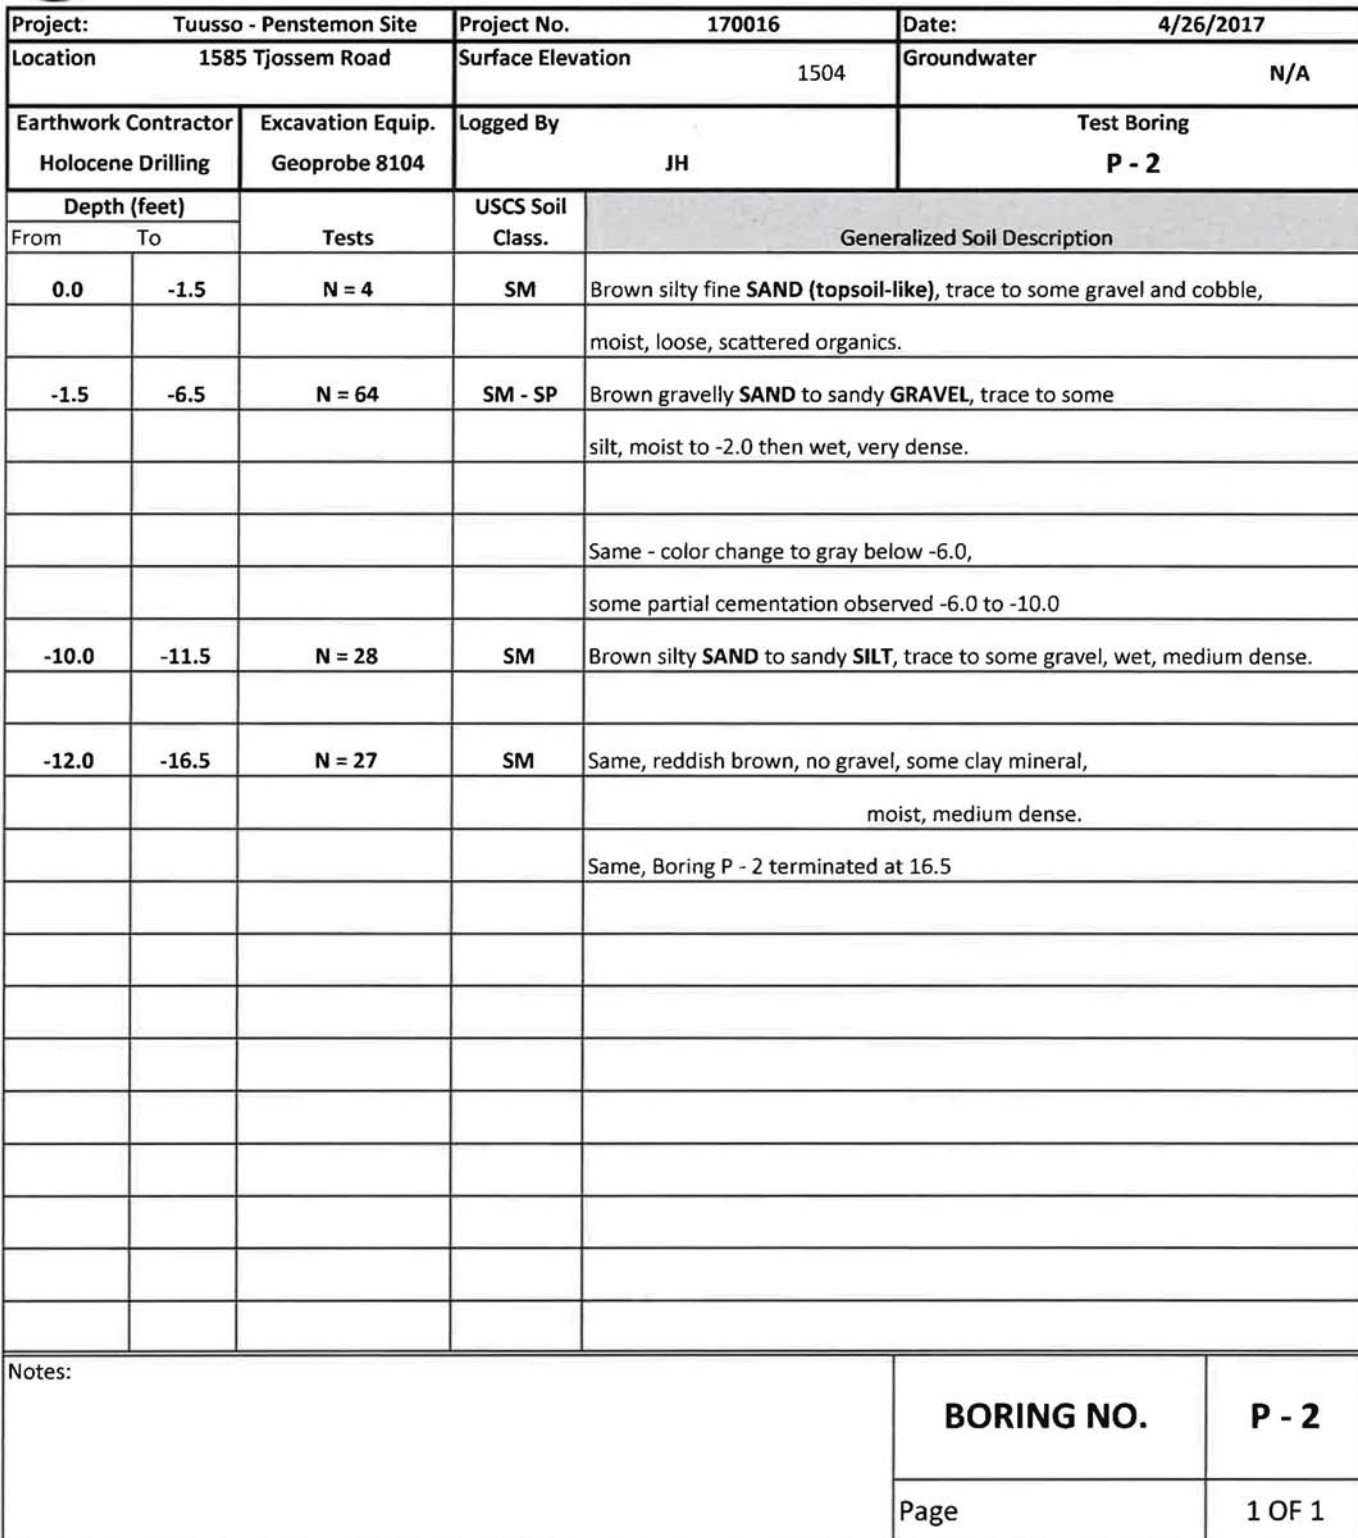 Project: Tuusso - Penstemon Site Project No. 170016 Date: 4/26/2017
Location 1585 Tjossem Road Surface Elevation 1504 Groundwater N/A
Earthwork Contractor Excavation Equip. Logged By Test Boring
Holocene Drilling Geoprobe 8104 JH P - 2
Depth (feet) USCS Soil
From To Tests Class. Generalized Soil Description
0.0 -1.5 N = 4 SM Brown silty fine SAND (topsoil-like), trace to some gravel and cobble,
moist, loose, scattered organics.
-1.5 -6.5 N = 64 SM - SP Brown gravelly SAND to sandy GRAVEL, trace to some
silt, moist to -2.0 then wet, very dense.
Same - color change to gray below -6.0,
some partial cementation observed -6.0 to -10.0
-10.0 -11.5 N = 28 SM Brown silty SAND to sandy SILT, trace to some gravel, wet, medium dense.
-12.0 -16.5 N = 27 SM Same, reddish brown, no gravel, some clay mineral,
moist, medium dense.
Same, Boring P - 2 terminated at 16.5
Notes:
BORING NO. P - 2
Page 1 OF 1